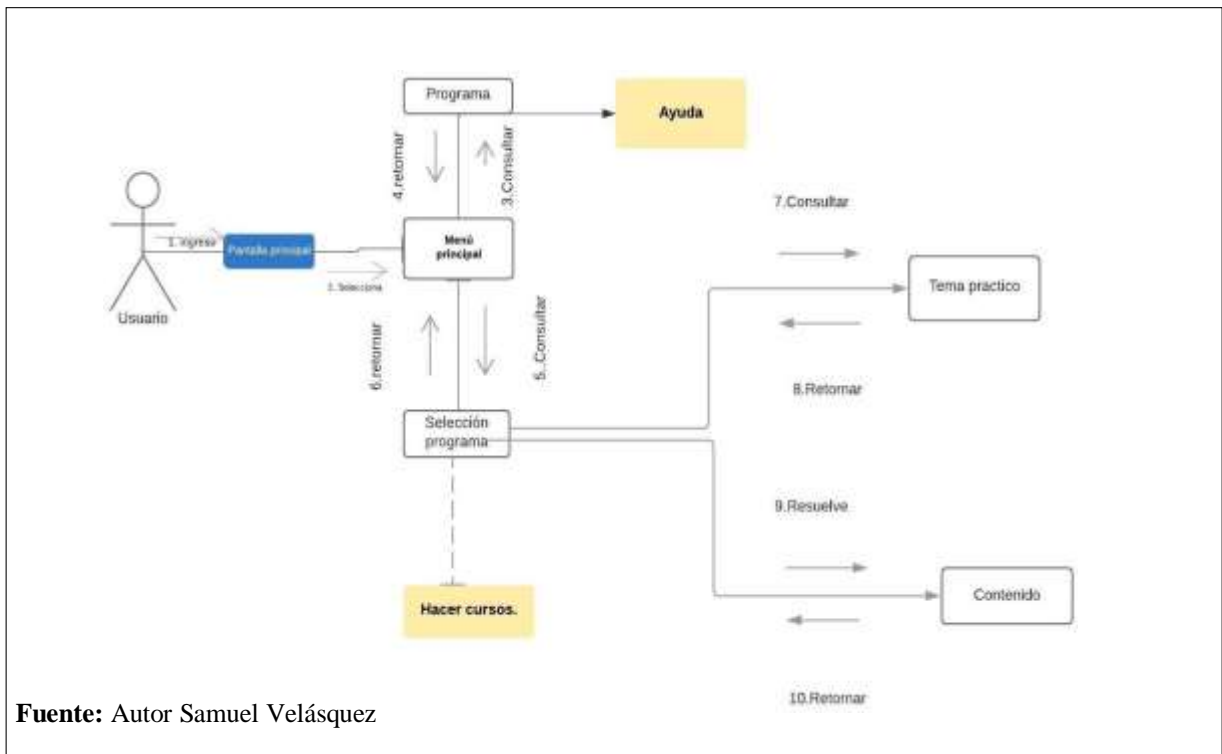 Programa
Ayuda
4.retornar
3.Consultar
7.Consultar
1. Ingresa
Pantalla principal
Menú
principal
2. Selecciona
Tema practico
Usuario
6.retornar
5..Consultar
8.Retornar
Selección
programa
9.Resuelve
Hacer cursos.
Contenido
10.Retornar
Fuente: Autor Samuel Velásquez